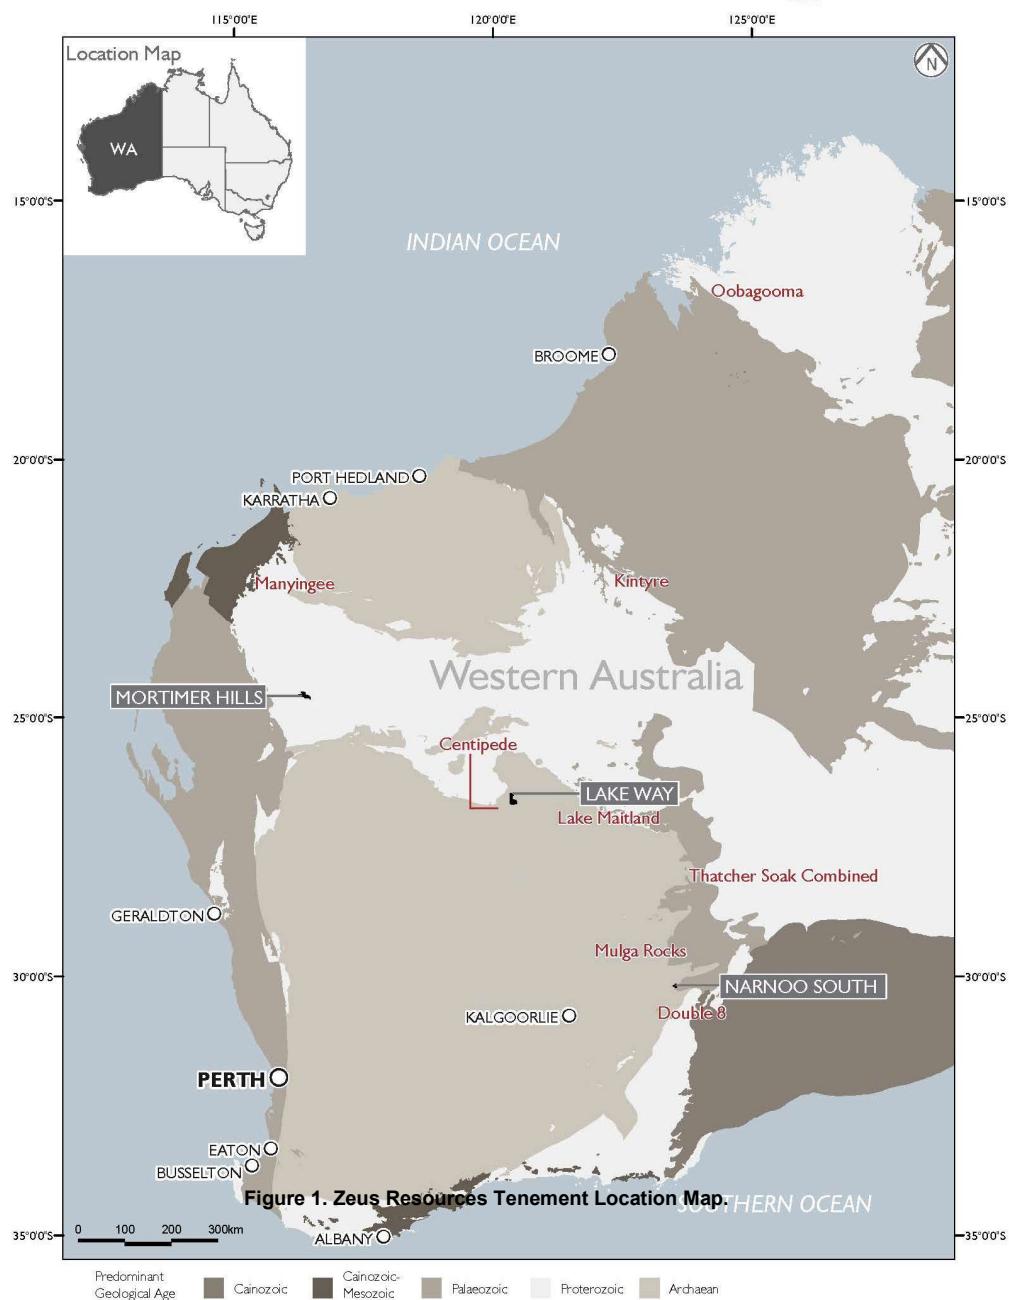 115°0'0"E 120°0'0"E 125°0'0"E
Location Map
N
WA
15°0'0"S 15°0'0"S
INDIAN OCEAN
Oobagooma
BROOME
20°0'0"S 20°0'0"S
PORT HEDLAND
KARRATHA
Manyingee
Kintyre
Western Australia
MORTIMER HILLS
25°0'0"S 25°0'0"S
Centipede
LAKE WAY
Lake Maitland
Thatcher Soak Combined
GERALDTON
Mulga Rocks
30°0'0"S 30°0'0"S
NARNOO SOUTH
Double 8
KALGOORLIE
PERTH
EATON
BUSSELTON
Figure 1. Zeus Resources Tenement Location Map.
SOUTHERN OCEAN
0 100 200 300km
ALBANY
35°0'0"S 35°0'0"S
Predominant
Geological Age
Cainozoic
Cainozoic-
Mesozoic
Palaeozoic
Proterozoic
Archaean